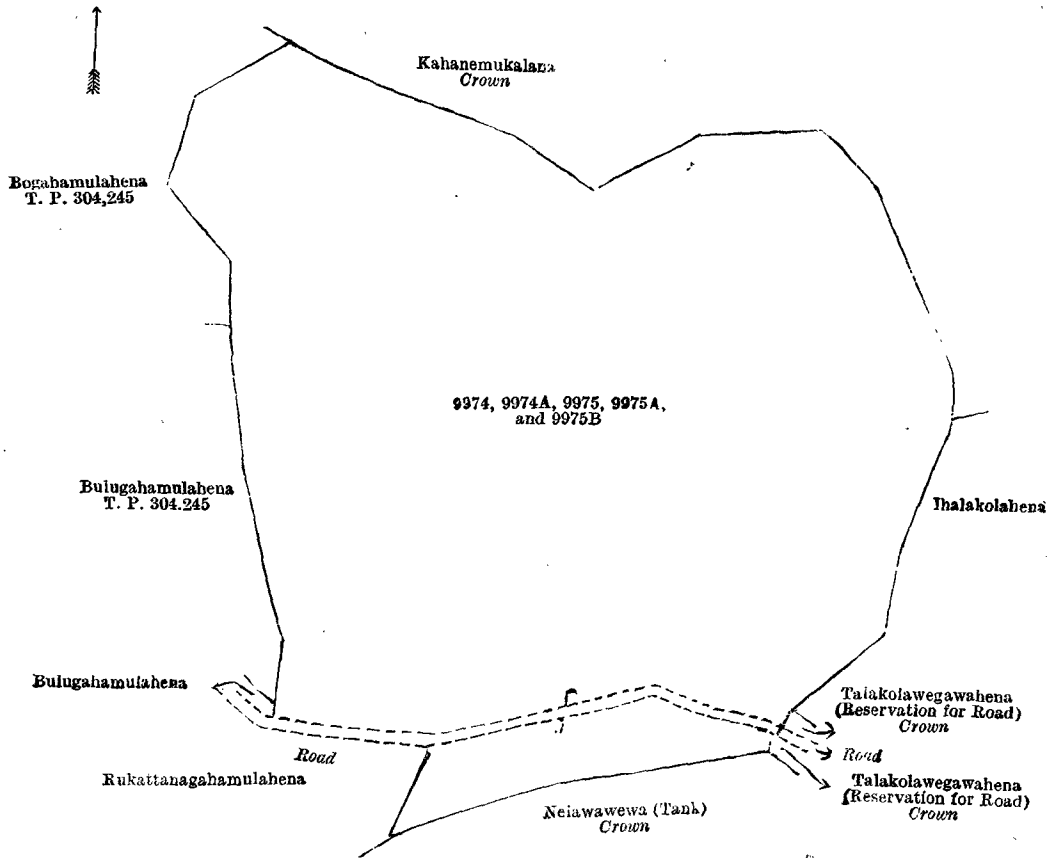 Kahanemukalana
Crown
Bogahamulahena
T. P. 304,245
9974, 9974A, 9975, 9975A,
and 9975B
Bulugahamulahena
T. P. 304.245
Ihalakolahena
Bulugahamulahena
Talakolawegawahena
(Reservation for Road)
Crown
Road
Road
Rukattanagahamulahena
Talakolawegawahena
(Reservation for Road)
Crown
Neiawawewa (Tank)
Crown